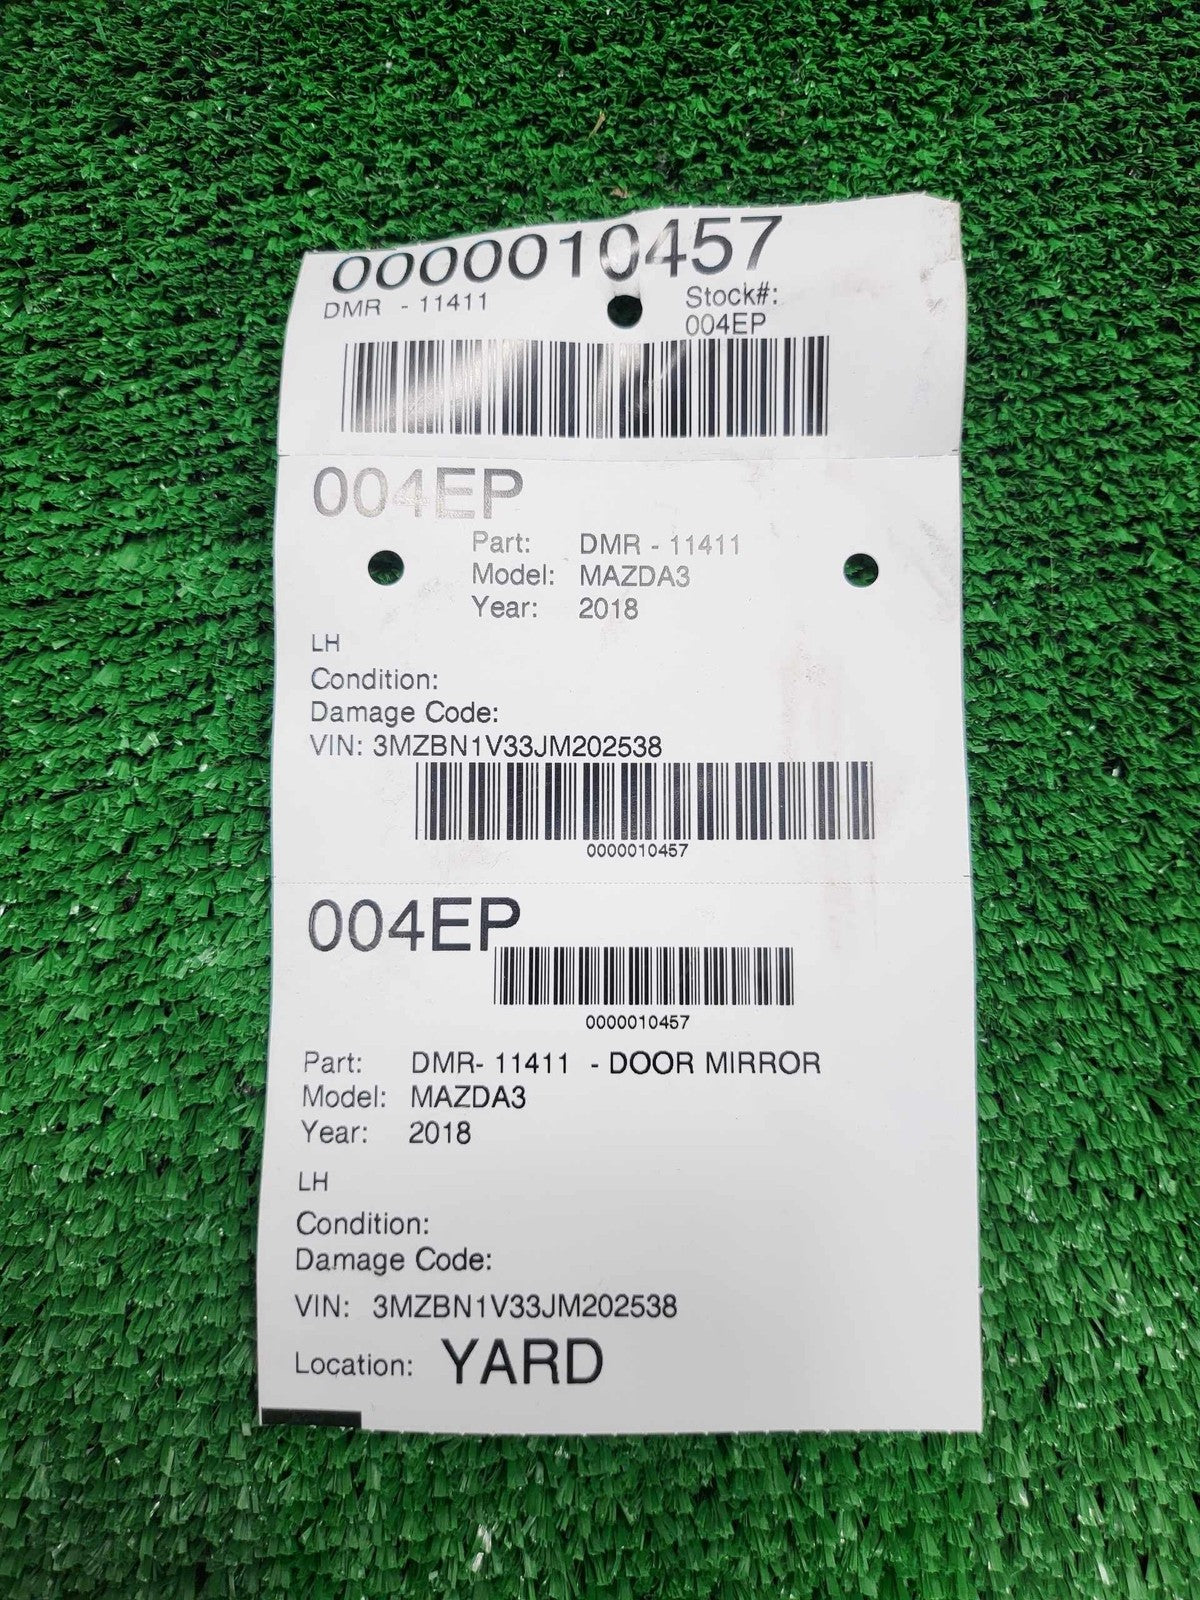 0000010457
DMR - 11411
Stock#:
004EP
004EP
Part: DMR - 11411
Model: MAZDA3
Year: 2018
LH
Condition:
Damage Code:
VIN: 3MZBN1V33JM202538
0000010457
004EP
0000010457
Part: DMR- 11411 - DOOR MIRROR
Model: MAZDA3
Year: 2018
LH
Condition:
Damage Code:
VIN: 3MZBN1V33JM202538
Location: YARD